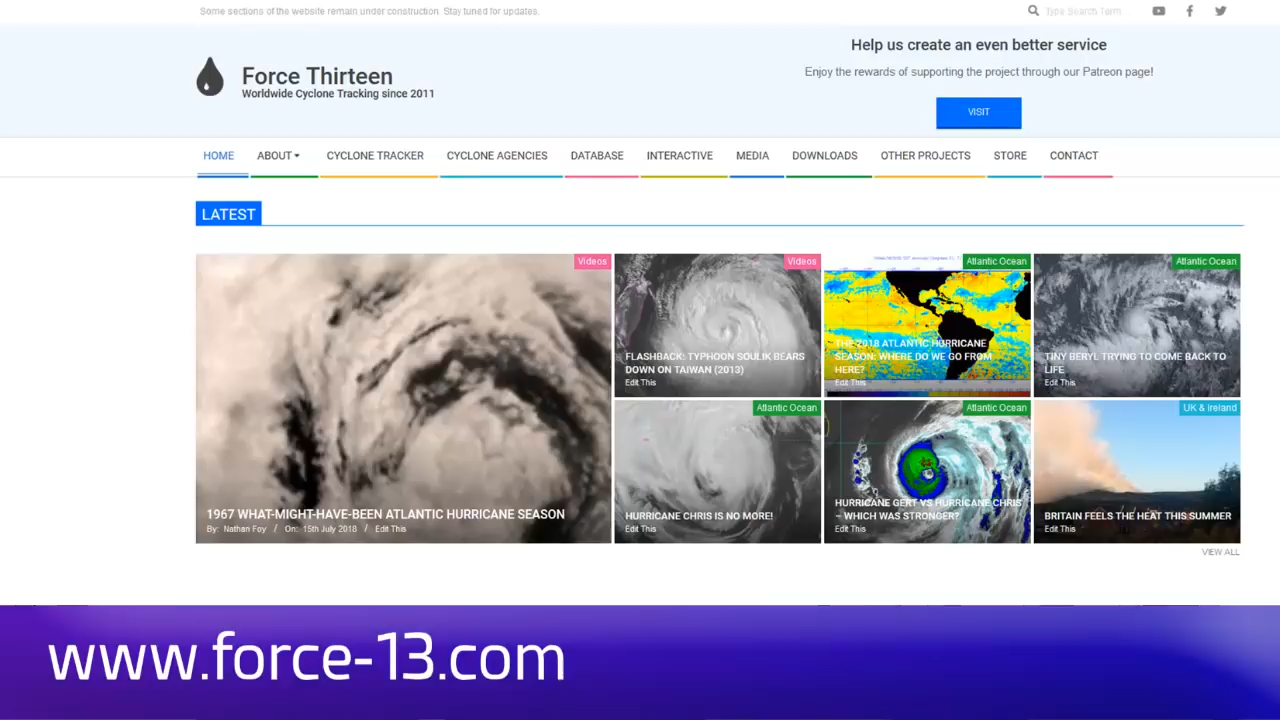 Some sections of the website remain under construction. Stay tuned for updates.
Type Search Term
Help us create an even better service
Force Thirteen
Worldwide Cyclone Tracking since 2011
Enjoy the rewards of supporting the project through our Patreon page!
VISIT
HOME ABOUT CYCLONE TRACKER CYCLONE AGENCIES DATABASE INTERACTIVE MEDIA DOWNLOADS OTHER PROJECTS STORE CONTACT
LATEST
Videos
1967 WHAT-MIGHT-HAVE-BEEN ATLANTIC HURRICANE SEASON
By: Nathan Foy / On: 15th July 2018 / Edit This
Videos
FLASHBACK: TYPHOON SOULIK BEARS
DOWN ON TAIWAN (2013)
Edit This
Atlantic Ocean
THE 2018 ATLANTIC HURRICANE
SEASON: WHERE DO WE GO FROM
HERE?
Edit This
Atlantic Ocean
TINY BERYL TRYING TO COME BACK TO
LIFE
Edit This
Atlantic Ocean
HURRICANE CHRIS IS NO MORE!
Edit This
Atlantic Ocean
HURRICANE GERT VS HURRICANE CHRIS
– WHICH WAS STRONGER?
Edit This
UK & Ireland
BRITAIN FEELS THE HEAT THIS SUMMER
Edit This
VIEW ALL
www.force-13.com